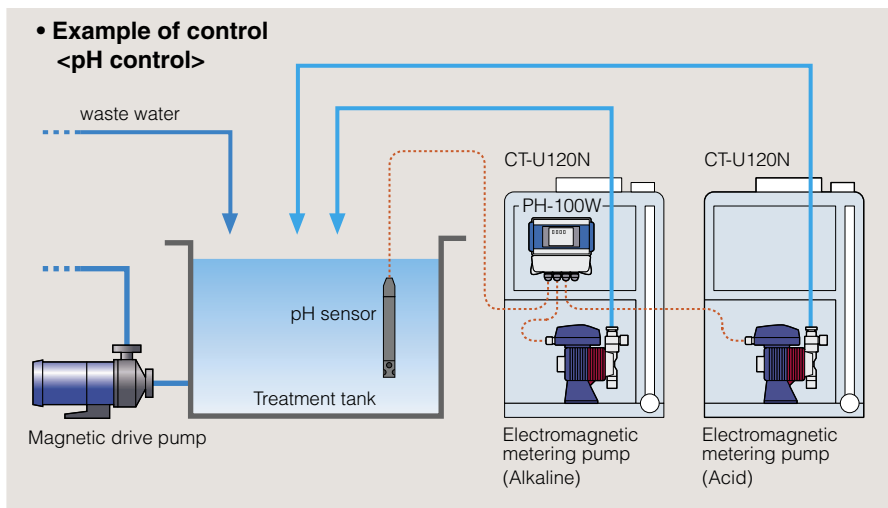 • Example of control
<pH control>
waste water
CT-U120N
CT-U120N
PH-100W
pH sensor
Treatment tank
Magnetic drive pump
Electromagnetic
metering pump
(Alkaline)
Electromagnetic
metering pump
(Acid)